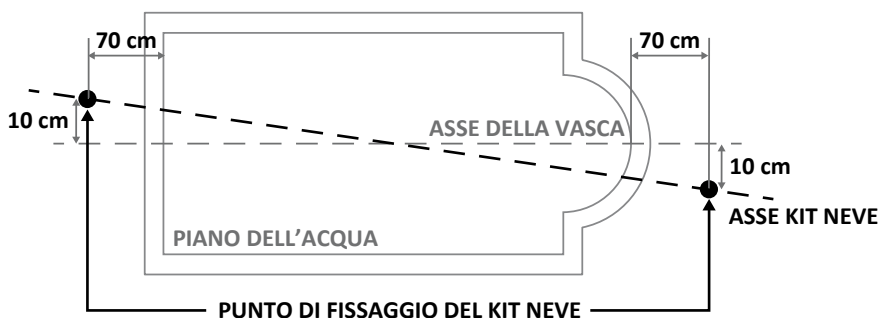 70 cm
70 cm
10 cm
ASSE DELLA VASCA
10 cm
ASSE KIT NEVE
PIANO DELL’ACQUA
PUNTO DI FISSAGGIO DEL KIT NEVE